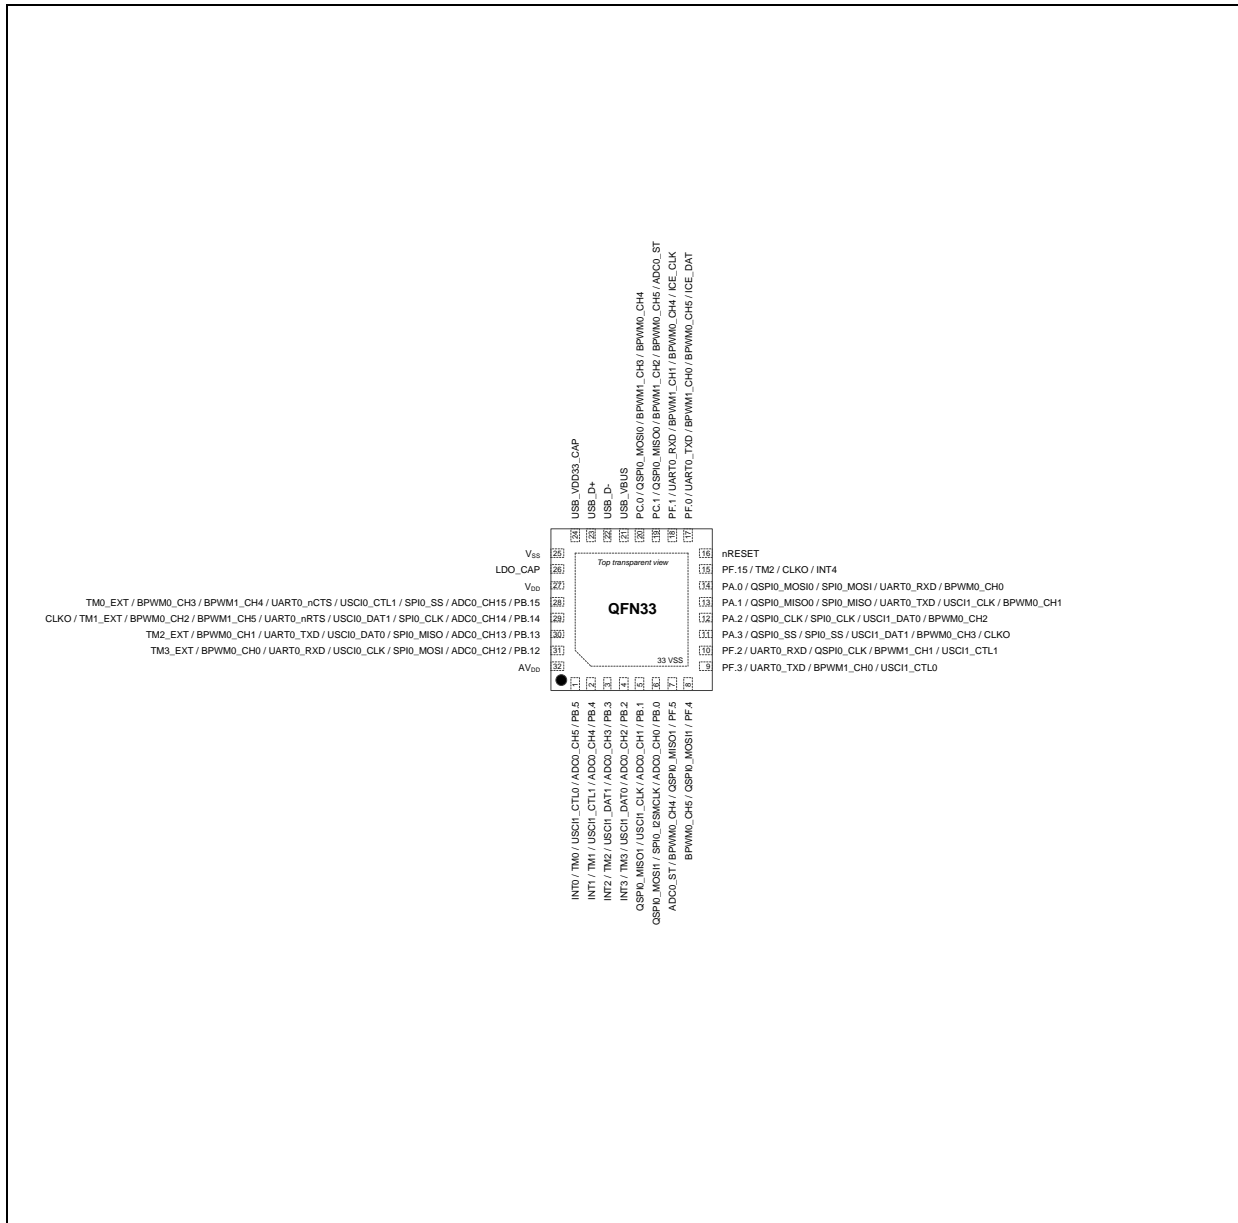 USB_VDD33_CAP
USB_D+
USB_D-
USB_VBUS
PC.0 / QSPI0_MOSI0 / BPWM1_CH3 / BPWM0_CH4
PC.1 / QSPI0_MISO0 / BPWM1_CH2 / BPWM0_CH5 / ADC0_ST
PF.1 / UART0_RXD / BPWM1_CH1 / BPWM0_CH4 / ICE_CLK
PF.0 / UART0_TXD / BPWM1_CH0 / BPWM0_CH5 / ICE_DAT
24
23
22
21
20
19
18
17
VSS 25
LDO_CAP 26
VDD 27
TM0_EXT / BPWM0_CH3 / BPWM1_CH4 / UART0_nCTS / USCI0_CTL1 / SPI0_SS / ADC0_CH15 / PB.15 28
CLKO / TM1_EXT / BPWM0_CH2 / BPWM1_CH5 / UART0_nRTS / USCI0_DAT1 / SPI0_CLK / ADC0_CH14 / PB.14 29
TM2_EXT / BPWM0_CH1 / UART0_TXD / USCI0_DAT0 / SPI0_MISO / ADC0_CH13 / PB.13 30
TM3_EXT / BPWM0_CH0 / UART0_RXD / USCI0_CLK / SPI0_MOSI / ADC0_CH12 / PB.12 31
AVDD 32
Top transparent view
QFN33
33 VSS
16 nRESET
15 PF.15 / TM2 / CLKO / INT4
14 PA.0 / QSPI0_MOSI0 / SPI0_MOSI / UART0_RXD / BPWM0_CH0
13 PA.1 / QSPI0_MISO0 / SPI0_MISO / UART0_TXD / USCI1_CLK / BPWM0_CH1
12 PA.2 / QSPI0_CLK / SPI0_CLK / USCI1_DAT0 / BPWM0_CH2
11 PA.3 / QSPI0_SS / SPI0_SS / USCI1_DAT1 / BPWM0_CH3 / CLKO
10 PF.2 / UART0_RXD / QSPI0_CLK / BPWM1_CH1 / USCI1_CTL1
9 PF.3 / UART0_TXD / BPWM1_CH0 / USCI1_CTL0
1
2
3
4
5
6
7
8
INT0 / TM0 / USCI1_CTL0 / ADC0_CH5 / PB.5
INT1 / TM1 / USCI1_CTL1 / ADC0_CH4 / PB.4
INT2 / TM2 / USCI1_DAT1 / ADC0_CH3 / PB.3
INT3 / TM3 / USCI1_DAT0 / ADC0_CH2 / PB.2
QSPI0_MISO1 / USCI1_CLK / ADC0_CH1 / PB.1
QSPI0_MOSI1 / SPI0_I2SMCLK / ADC0_CH0 / PB.0
ADC0_ST / BPWM0_CH4 / QSPI0_MISO1 / PF.5
BPWM0_CH5 / QSPI0_MOSI1 / PF.4